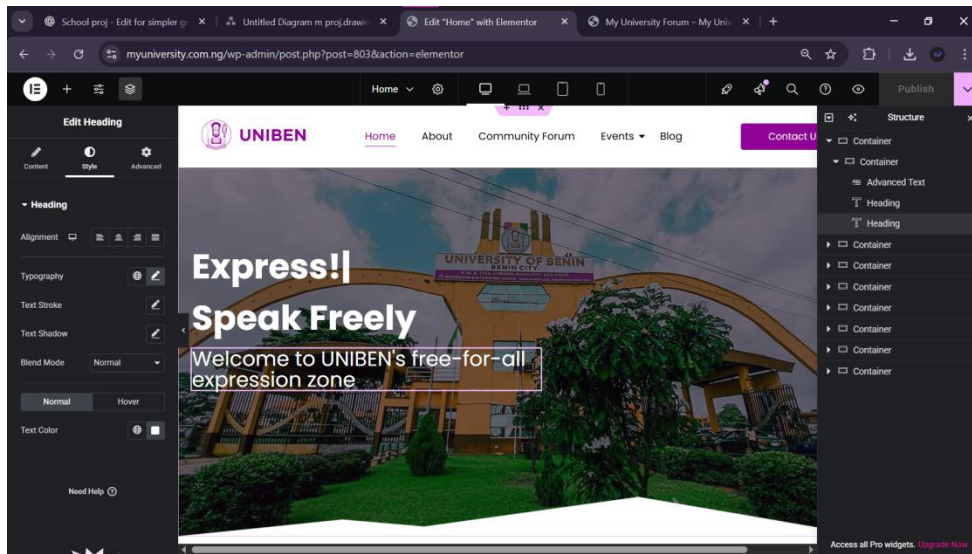 School proj - Edit for simpler g
Untitled Diagram m proj.drawio
Edit "Home" with Elementor
My University Forum – My Univ
myuniversity.com.ng/wp-admin/post.php?post=803&action=elementor
Home
Publish
Edit Heading
Content
Style
Advanced
Heading
Alignment
Typography
Text Stroke
Text Shadow
Blend Mode
Normal
Normal
Hover
Text Color
Need Help
UNIBEN
Home
About
Community Forum
Events
Blog
Contact U
UNIVERSITY OF BENIN
BENIN CITY
Express!|
Speak Freely
Welcome to UNIBEN's free-for-all
expression zone
Structure
Container
Container
Advanced Text
Heading
Heading
Container
Container
Container
Container
Container
Container
Container
Access all Pro widgets. Upgrade Now